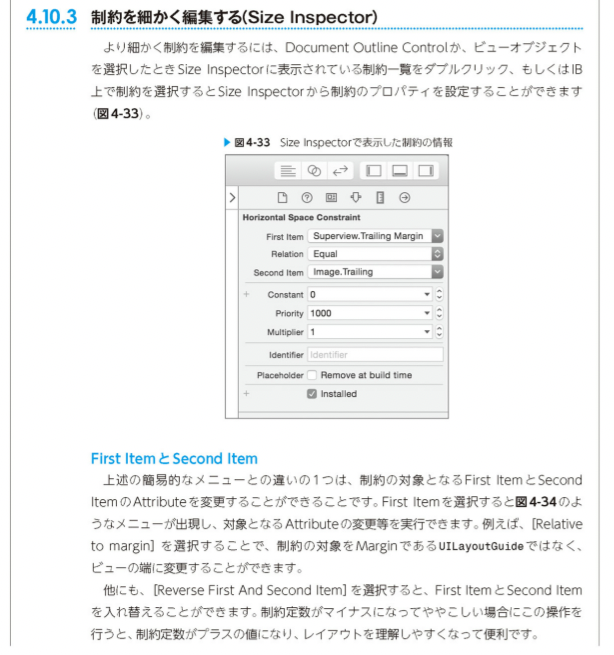 4.10.3 制約を細かく編集する(Size Inspector)
より細かく制約を編集するには、Document Outline Controlか、ビューオブジェクト
を選択したときSize Inspectorに表示されている制約一覧をダブルクリック、もしくはIB
上で制約を選択するとSize Inspectorから制約のプロパティを設定することができます
(図4-33)。
▶ 図4-33 Size Inspectorで表示した制約の情報
Horizontal Space Constraint
First Item Superview.Trailing Margin
Relation Equal
Second Item Image.Trailing
+ Constant 0
Priority 1000
Multiplier 1
Identifier Identifier
Placeholder Remove at build time
+ Installed
First ItemとSecond Item
上述の簡易的なメニューとの違いの1つは、制約の対象となるFirst ItemとSecond
ItemのAttributeを変更することができることです。First Itemを選択すると図4-34のよ
うなメニューが出現し、対象となるAttributeの変更等を実行できます。例えば、[Relative
to margin] を選択することで、制約の対象をMarginであるUILayoutGuideではなく、
ビューの端に変更することができます。
他にも、[Reverse First And Second Item] を選択すると、First ItemとSecond Item
を入れ替えることができます。制約定数がマイナスになってややこしい場合にこの操作を
行うと、制約定数がプラスの値になり、レイアウトを理解しやすくなって便利です。